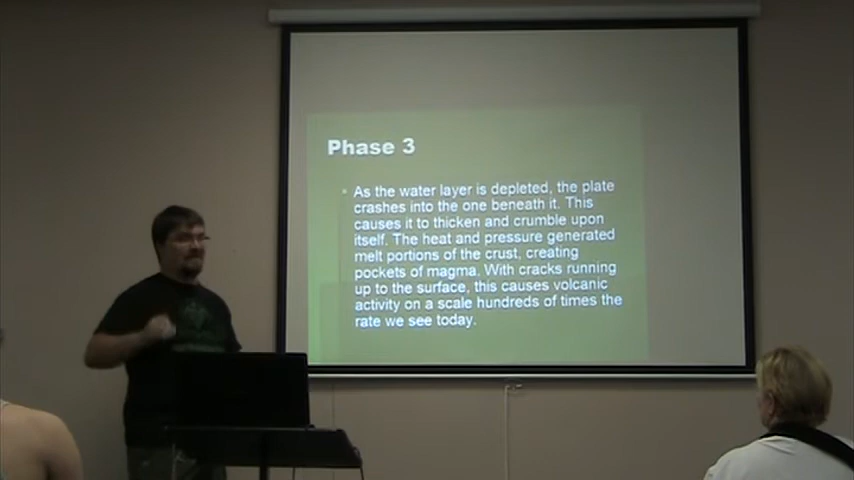 Phase 3
As the water layer is depleted, the plate
crashes into the one beneath it. This
causes it to thicken and crumble upon
itself. The heat and pressure generated
melt portions of the crust, creating
pockets of magma. With cracks running
up to the surface, this causes volcanic
activity on a scale hundreds of times the
rate we see today.